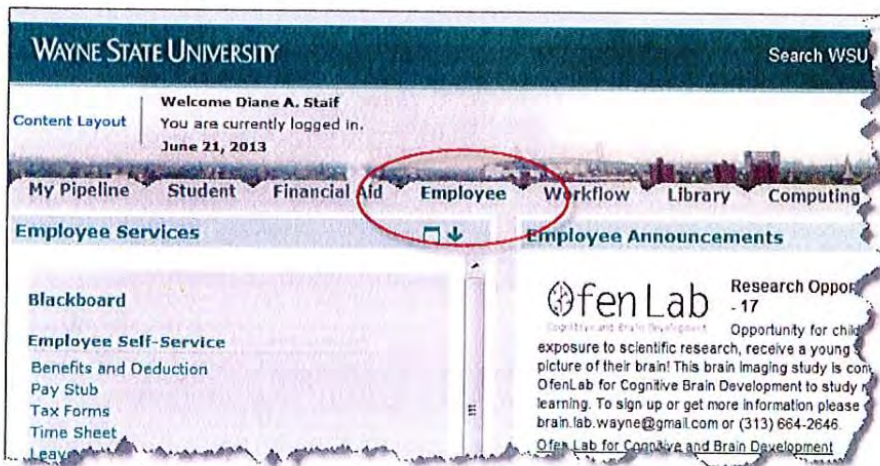 WAYNE STATE UNIVERSITY
Search WSU
Content Layout
Welcome Diane A. Staif
You are currently logged in.
June 21, 2013
My Pipeline Student Financial Aid Employee Workflow Library Computing
Employee Services
Blackboard
Employee Self-Service
Benefits and Deduction
Pay Stub
Tax Forms
Time Sheet
Leave
Employee Announcements
Ofen Lab
Cognitive and Brain Development
Research Oppor
- 17
Opportunity for child
exposure to scientific research, receive a young
picture of their brain! This brain imaging study is con
OfenLab for Cognitive Brain Development to study
learning. To sign up or get more information please
brain.lab.wayne@gmail.com or (313) 664-2646.
Ofen Lab for Cognitive and Brain Development